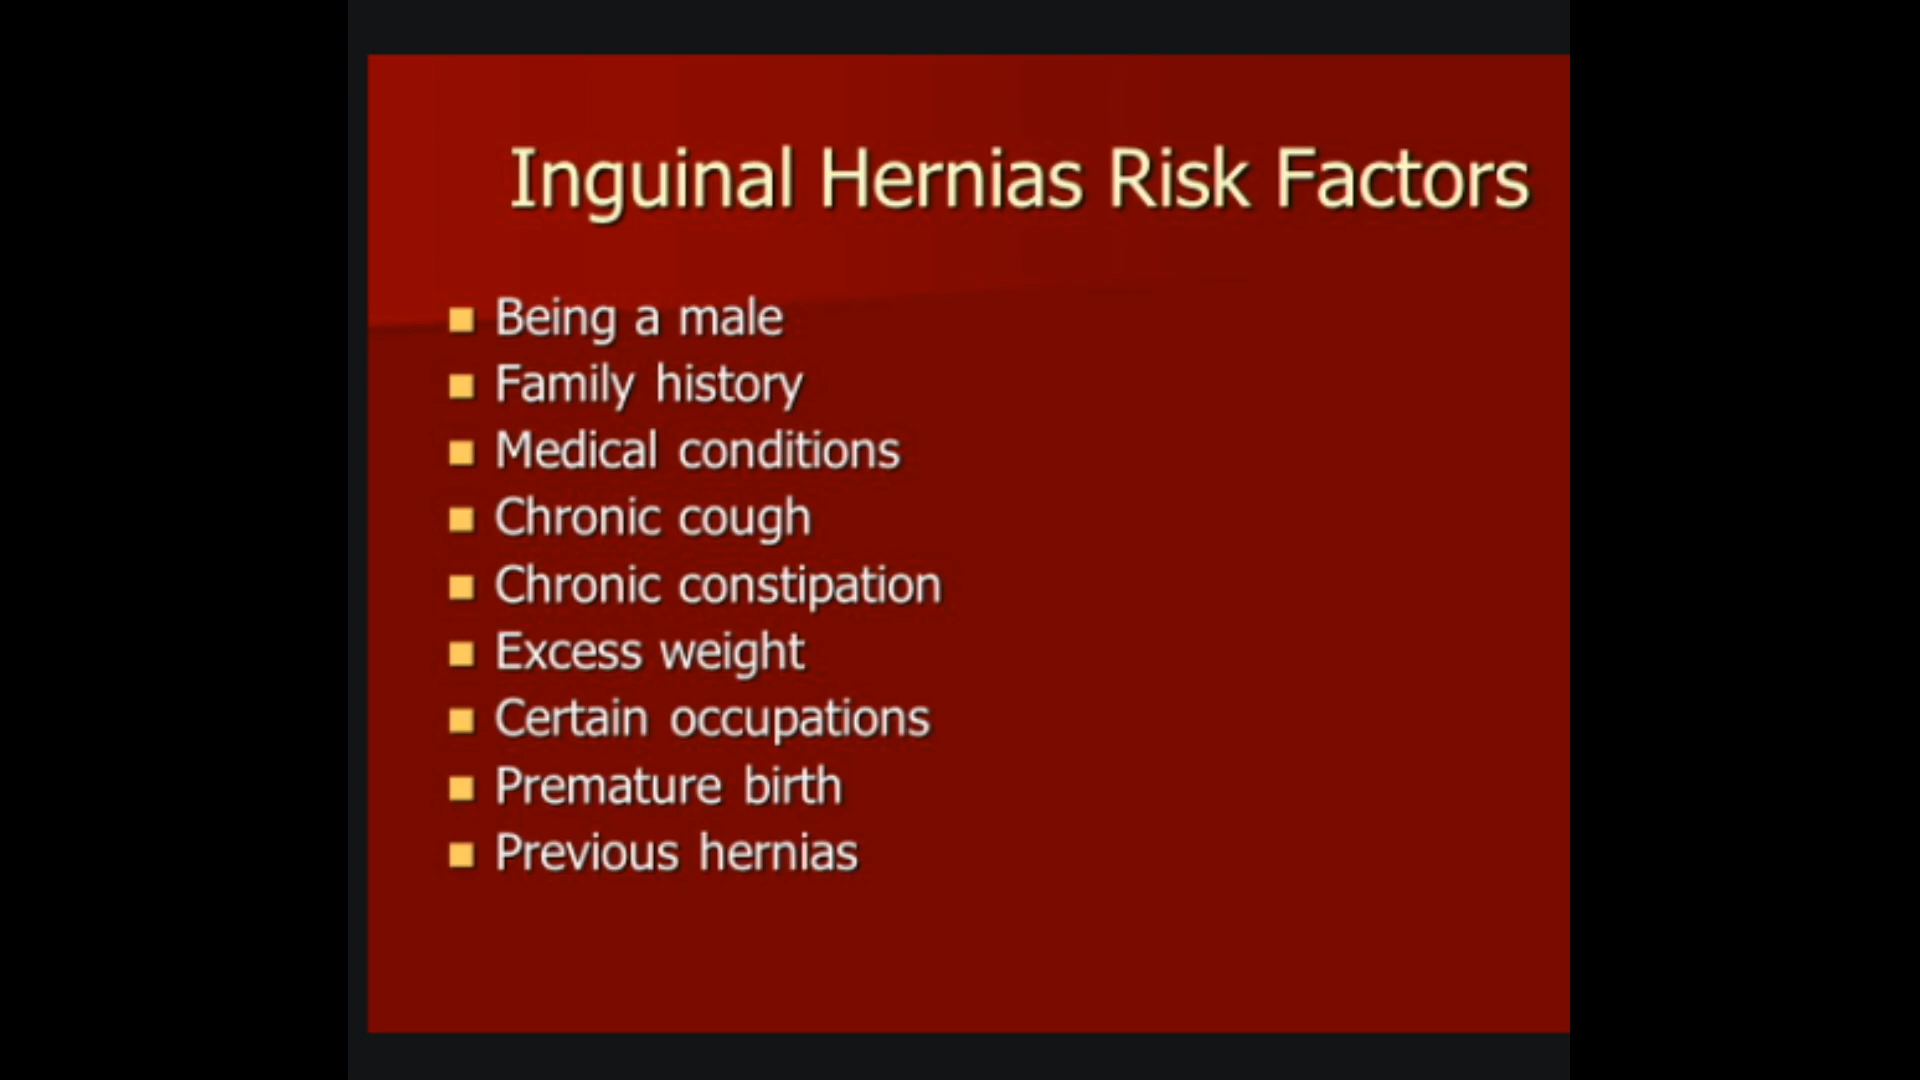 Inguinal Hernias Risk Factors
Being a male
Family history
Medical conditions
Chronic cough
Chronic constipation
Excess weight
Certain occupations
Premature birth
Previous hernias